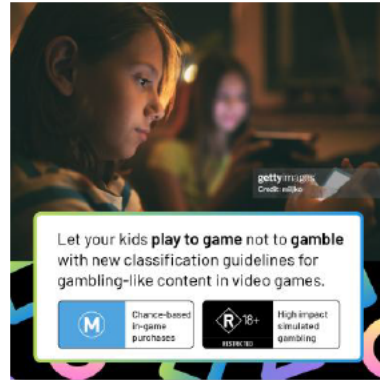 gettyimages
Credit: miljko
Let your kids play to game not to gamble
with new classification guidelines for
gambling-like content in video games.
M
Chance-based
in-game
purchases
R 18+
RESTRICTED
High impact
simulated
gambling